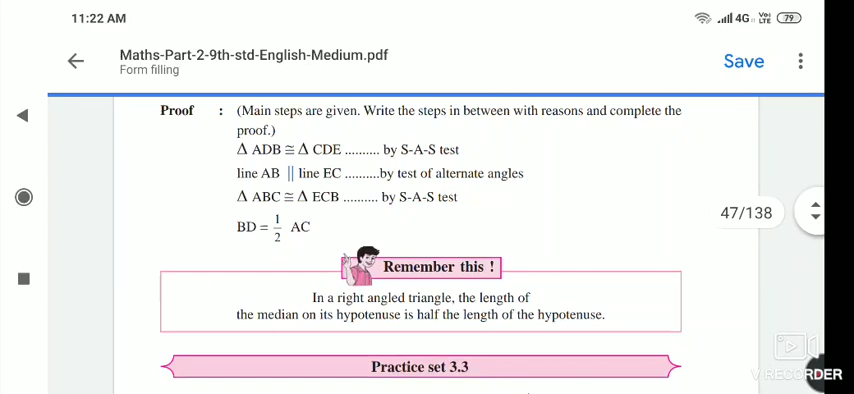 11:22 AM
4G Vo) LTE 79
Maths-Part-2-9th-std-English-Medium.pdf
Save
Form filling
Proof : (Main steps are given. Write the steps in between with reasons and complete the
proof.)
Δ ADB ≅ Δ CDE .......... by S-A-S test
line AB || line EC ..........by test of alternate angles
Δ ABC ≅ Δ ECB .......... by S-A-S test
BD = 1/2 AC
47/138
Remember this !
In a right angled triangle, the length of
the median on its hypotenuse is half the length of the hypotenuse.
Practice set 3.3
V-RECORDER